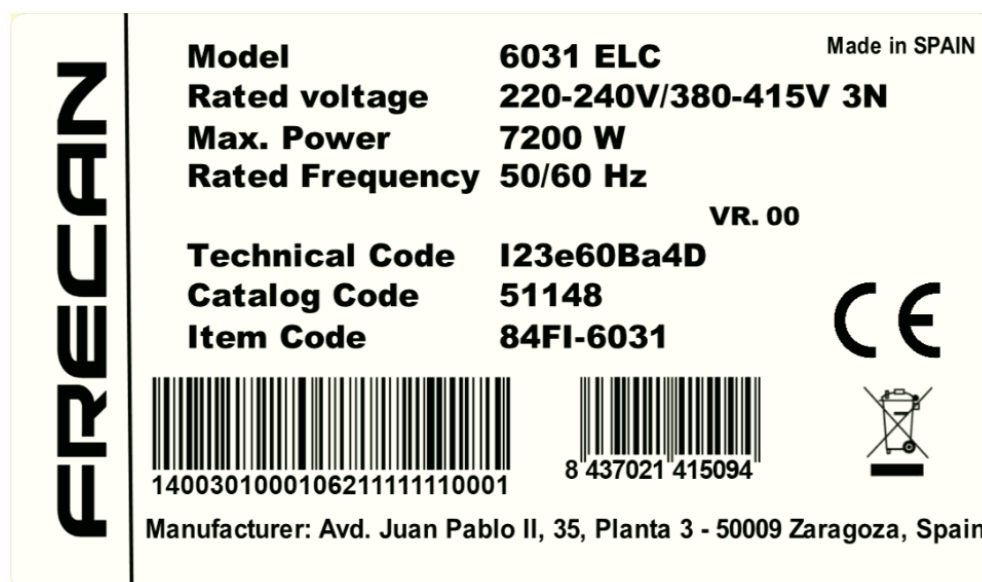 FRECAN
Made in SPAIN
Model 6031 ELC
Rated voltage 220-240V/380-415V 3N
Max. Power 7200 W
Rated Frequency 50/60 Hz
VR. 00
Technical Code I23e60Ba4D
Catalog Code 51148
Item Code 84FI-6031
CE
14003010001062111111110001
8 437021 415094
Manufacturer: Avd. Juan Pablo II, 35, Planta 3 - 50009 Zaragoza, Spain